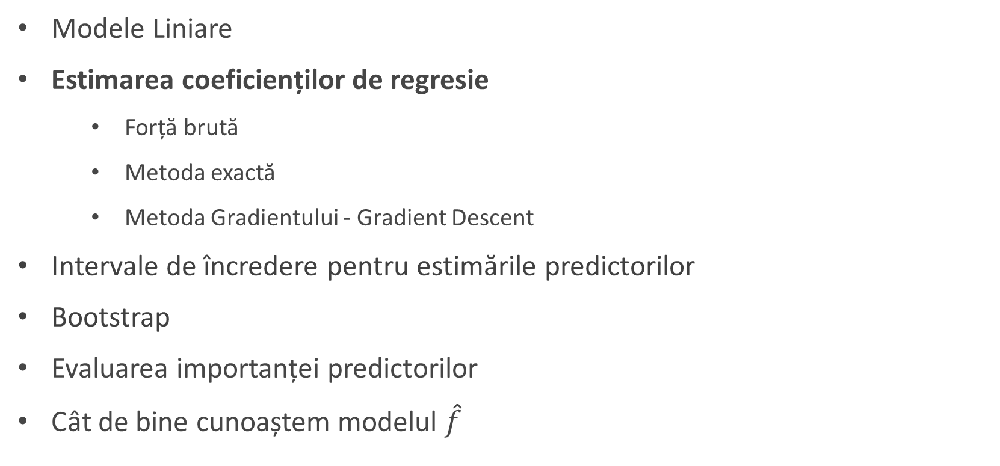 • Modele Liniare
• Estimarea coeficienților de regresie
• Forță brută
• Metoda exactă
• Metoda Gradientului - Gradient Descent
• Intervale de încredere pentru estimările predictorilor
• Bootstrap
• Evaluarea importanței predictorilor
• Cât de bine cunoaștem modelul f̂